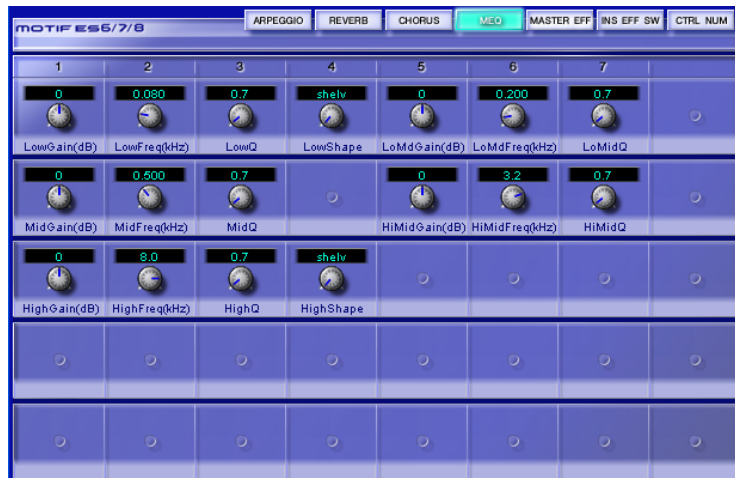 MOTIF ES6/7/8
ARPEGGIO REVERB CHORUS MEQ MASTER EFF INS EFF SW CTRL NUM
1 2 3 4 5 6 7
0 0.080 0.7 shelv 0 0.200 0.7
LowGain(dB) LowFreq(kHz) LowQ LowShape LoMdGain(dB) LoMdFreq(kHz) LoMidQ
0 0.500 0.7 0 3.2 0.7
MidGain(dB) MidFreq(kHz) MidQ HiMidGain(dB) HiMidFreq(kHz) HiMidQ
0 8.0 0.7 shelv
HighGain(dB) HighFreq(kHz) HighQ HighShape